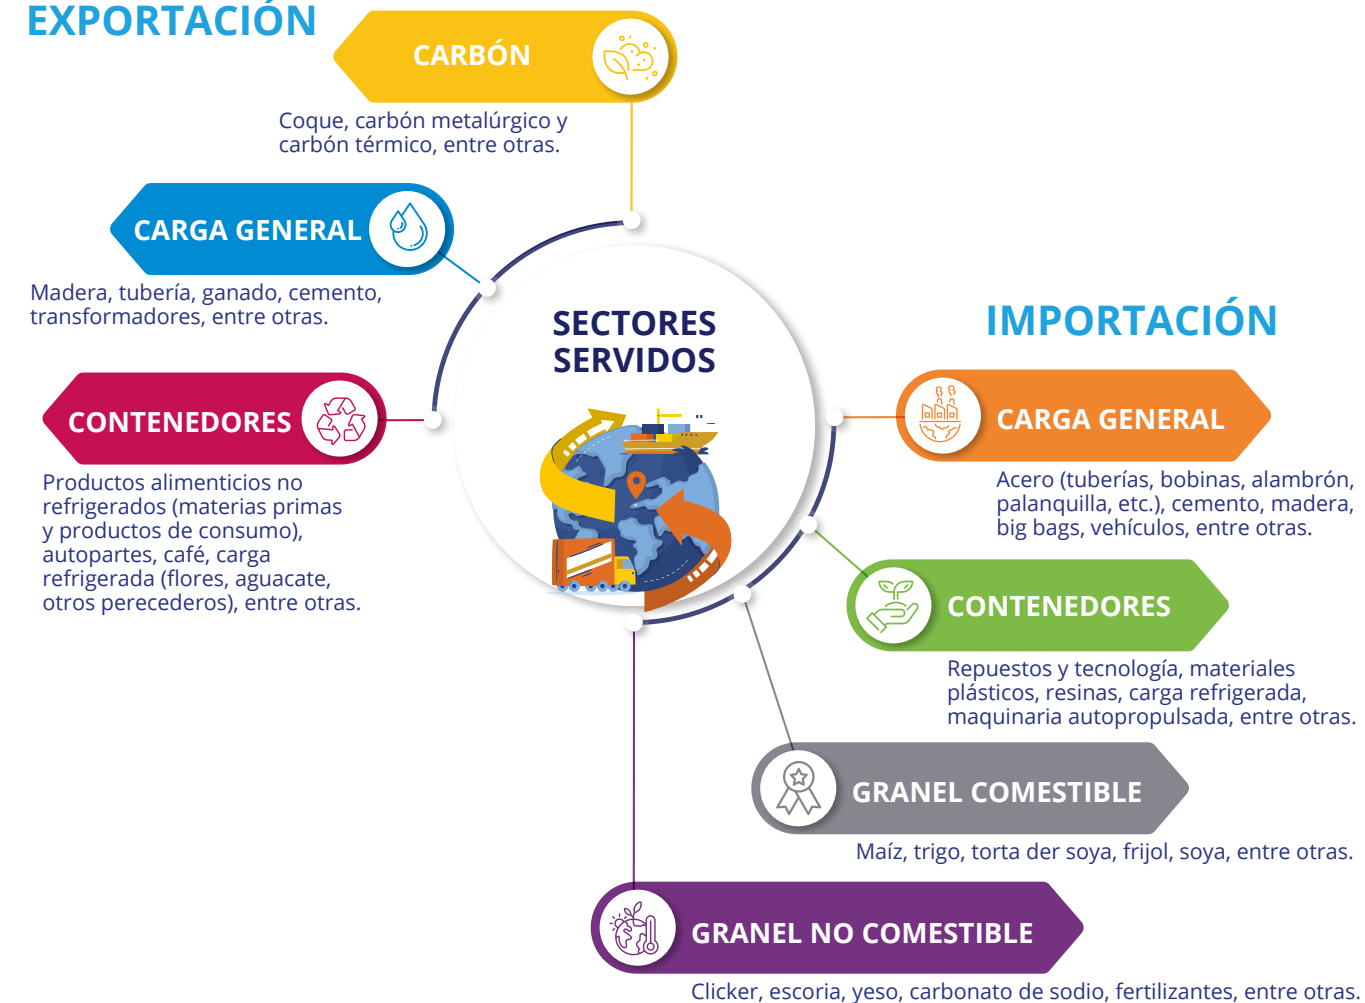 EXPORTACIÓN
CARBÓN
Coque, carbón metalúrgico y
carbón térmico, entre otras.
CARGA GENERAL
Madera, tubería, ganado, cemento,
transformadores, entre otras.
CONTENEDORES
Productos alimenticios no
refrigerados (materias primas
y productos de consumo),
autopartes, café, carga
refrigerada (flores, aguacate,
otros perecederos), entre otras.
SECTORES
SERVIDOS
IMPORTACIÓN
CARGA GENERAL
Acero (tuberías, bobinas, alambrón,
palanquilla, etc.), cemento, madera,
big bags, vehículos, entre otras.
CONTENEDORES
Repuestos y tecnología, materiales
plásticos, resinas, carga refrigerada,
maquinaria autopropulsada, entre otras.
GRANEL COMESTIBLE
Maíz, trigo, torta der soya, frijol, soya, entre otras.
GRANEL NO COMESTIBLE
Clicker, escoria, yeso, carbonato de sodio, fertilizantes, entre otras.